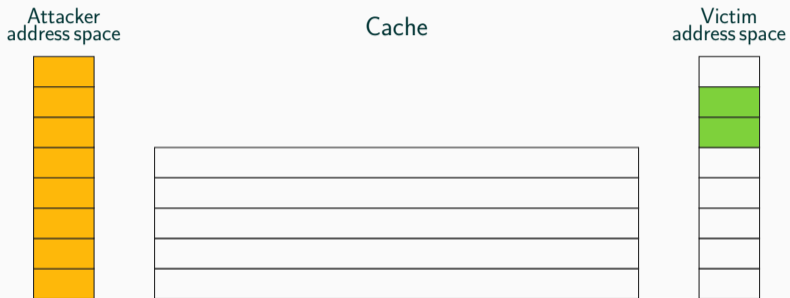 Attacker
address space
Cache
Victim
address space